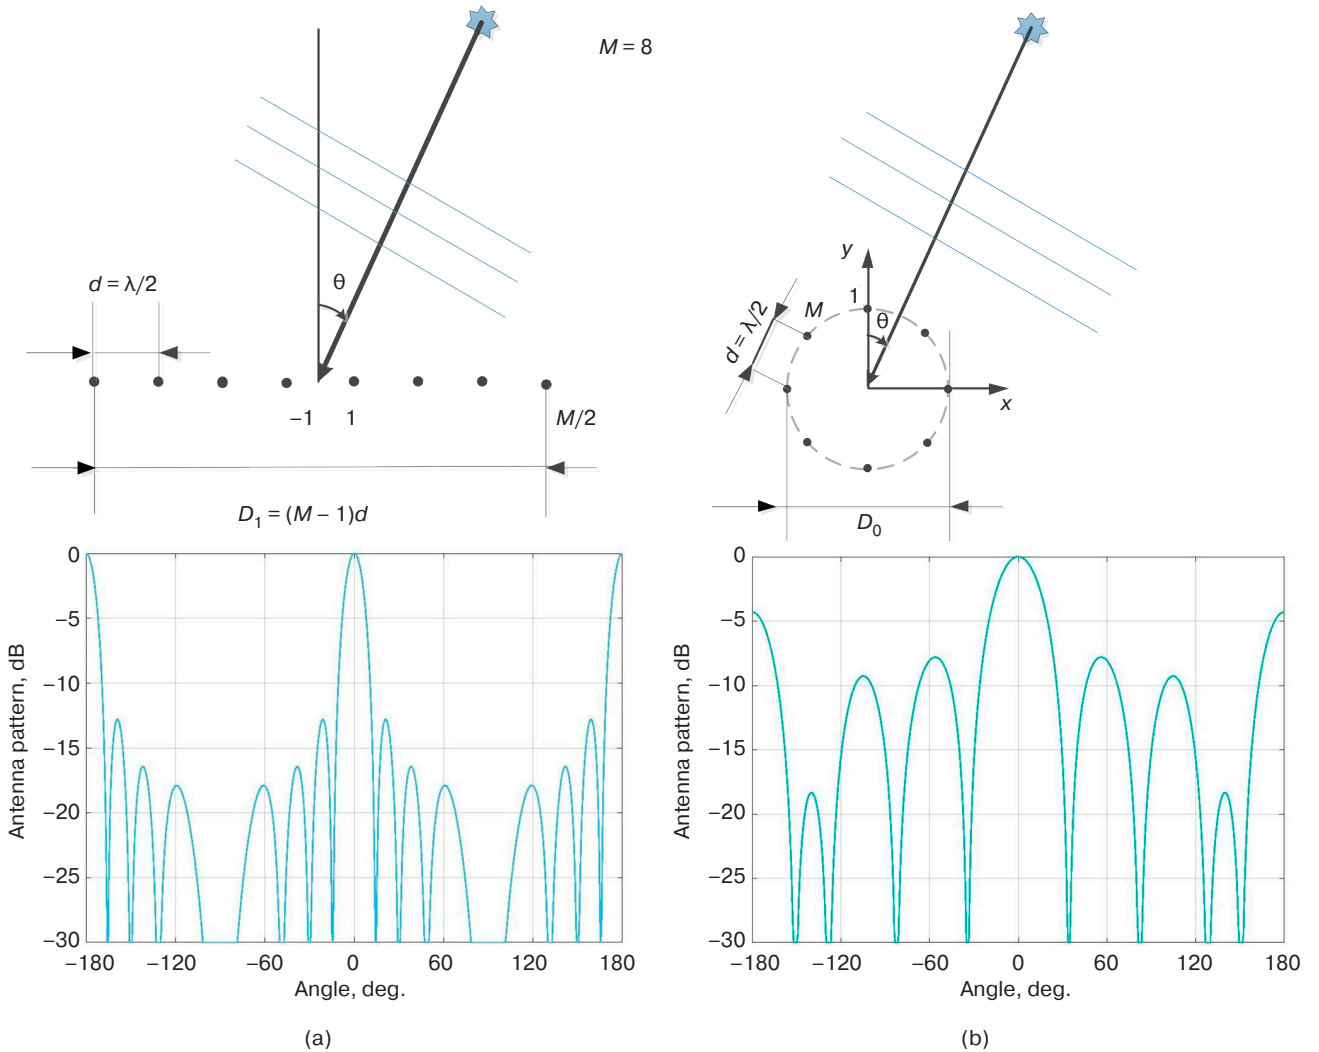 M = 8
θ
d = λ/2
−1 1 M/2
D1 = (M − 1)d
y
1
M
θ
d = λ/2
x
D0
Antenna pattern, dB
0
−5
−10
−15
−20
−25
−30
−180 −120 −60 0 60 120 180
Angle, deg.
(a)
Antenna pattern, dB
0
−5
−10
−15
−20
−25
−30
−180 −120 −60 0 60 120 180
Angle, deg.
(b)